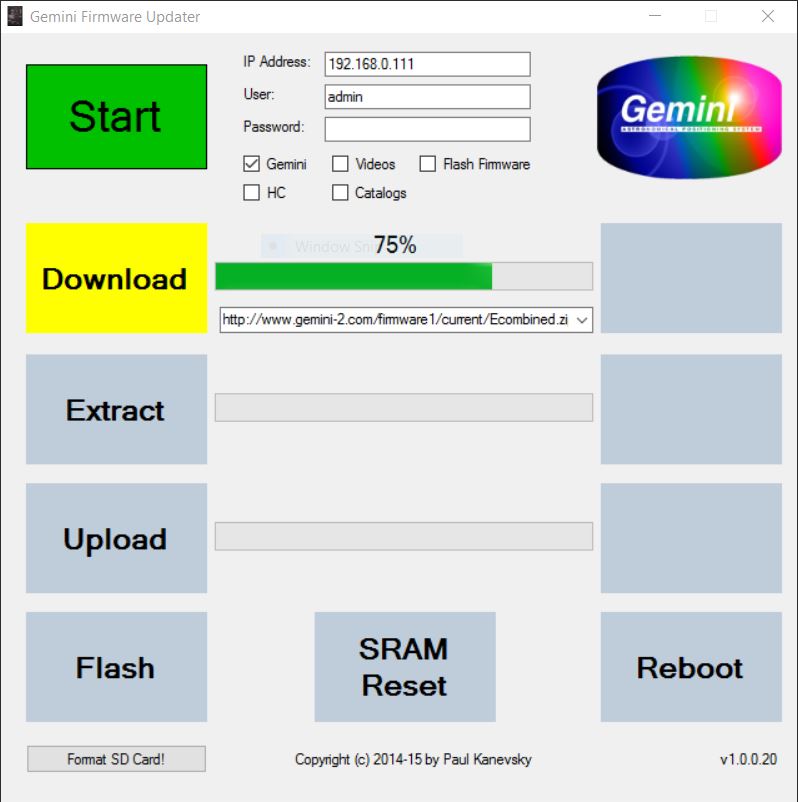 Gemini Firmware Updater
Start
IP Address: 192.168.0.111
User: admin
Password:
Gemini
ASTRONOMICAL POSITIONING SYSTEM
Gemini Videos Flash Firmware
HC Catalogs
Window Sni
75%
Download
http://www.gemini-2.com/firmware1/current/Ecombined.zi
Extract
Upload
Flash
SRAM
Reset
Reboot
Format SD Card!
Copyright (c) 2014-15 by Paul Kanevsky
v1.0.0.20